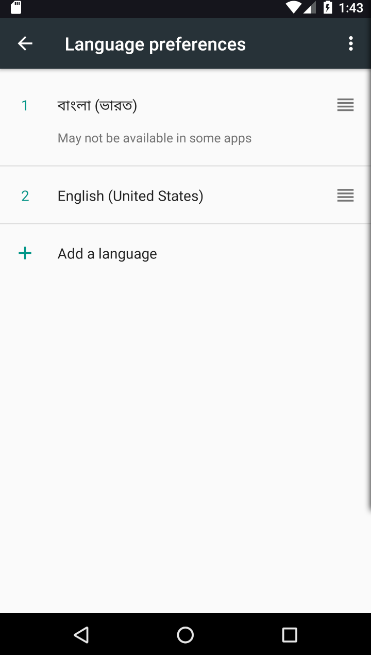 1:43
Language preferences
1 বাংলা (ভারত)
May not be available in some apps
2 English (United States)
Add a language